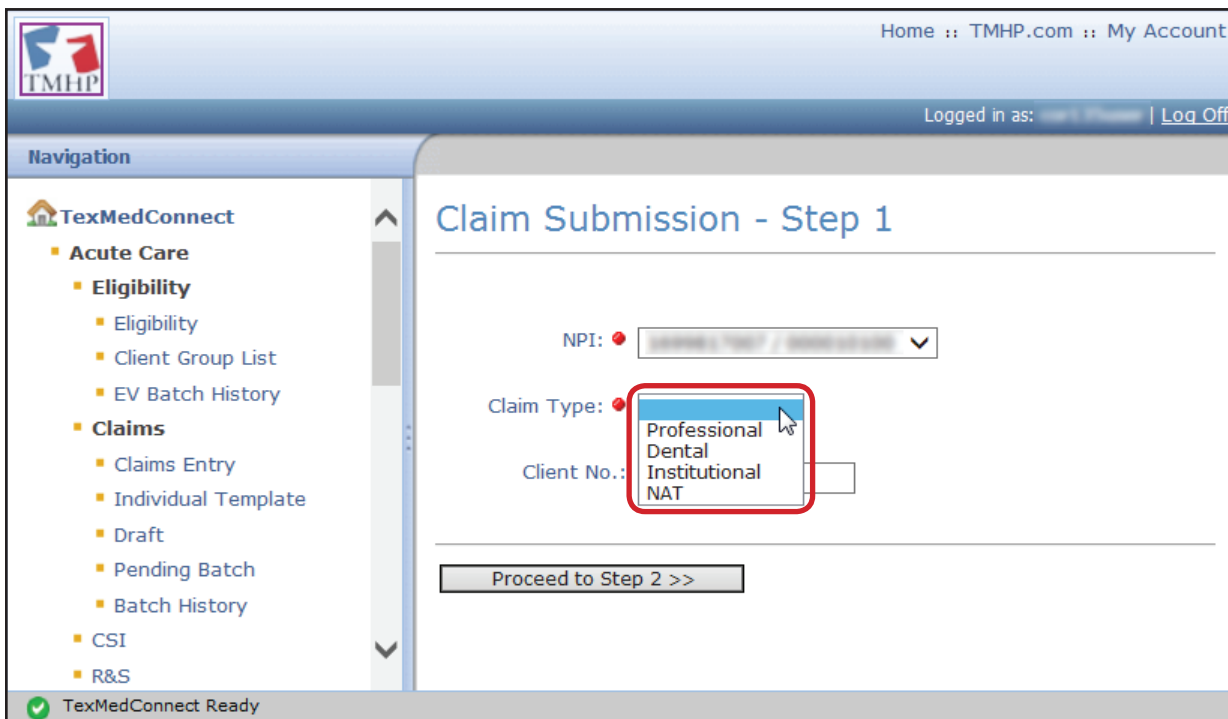 TMHP
Home :: TMHP.com :: My Account
Logged in as: | Log Off
Navigation
TexMedConnect
Acute Care
Eligibility
Eligibility
Client Group List
EV Batch History
Claims
Claims Entry
Individual Template
Draft
Pending Batch
Batch History
CSI
R&S
Claim Submission - Step 1
NPI:
Claim Type:
Professional
Dental
Institutional
NAT
Client No.:
Proceed to Step 2 >>
TexMedConnect Ready